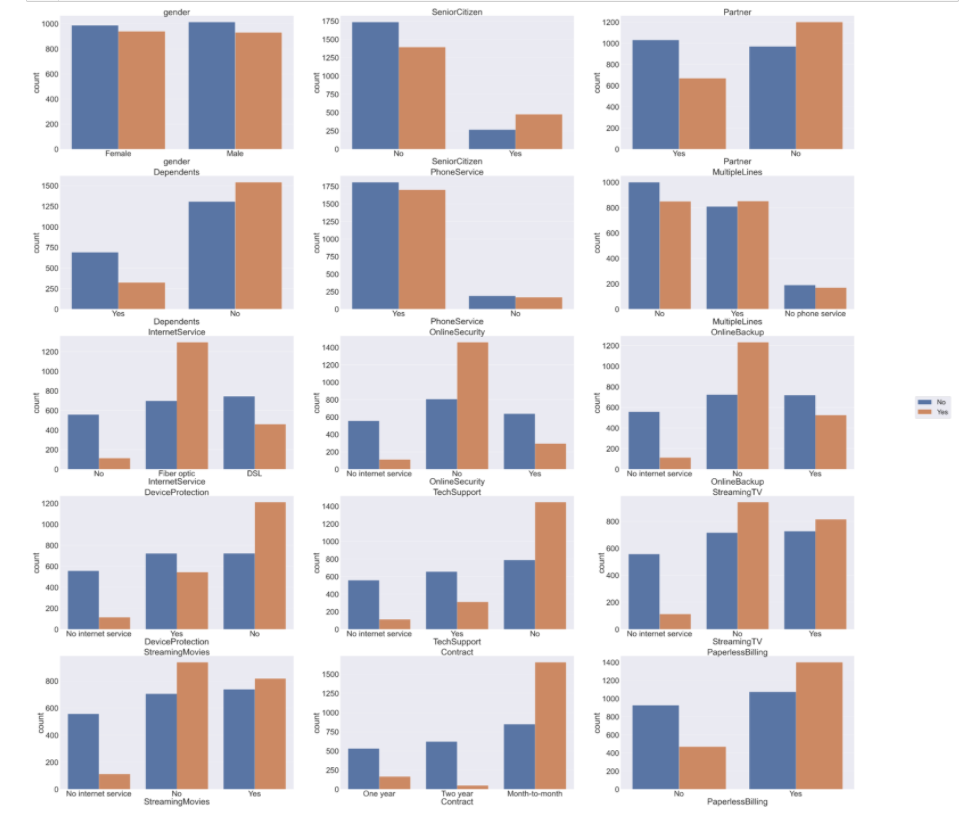 gender SeniorCitizen Partner
1000 1750 1200
800 1500 1000
600 1250 800
400 1000 600
200 750 400
0 500 200
250 0
0
count count count
Female Male No Yes Yes No
gender SeniorCitizen Partner
Dependents PhoneService MultipleLines
1500 1750 1000
1250 1500 800
1000 1250 600
750 1000 400
500 750 200
250 500 0
0 250
0
count count count
Yes No Yes No No Yes No phone service
Dependents PhoneService MultipleLines
InternetService OnlineSecurity OnlineBackup
1200 1400 1200
1000 1200 1000
800 1000 800
600 800 600
400 600 400
200 400 200
0 200 0
0
count count count
No Fiber optic DSL No internet service No Yes No internet service No Yes
No
Yes
InternetService OnlineSecurity OnlineBackup
DeviceProtection TechSupport StreamingTV
1200 1400 800
1000 1200 600
800 1000 400
600 800 200
400 600 0
200 400
0 200
0
count count count
No internet service Yes No No internet service Yes No No internet service No Yes
DeviceProtection TechSupport StreamingTV
StreamingMovies Contract PaperlessBilling
800 1500 1400
600 1250 1200
400 1000 1000
200 750 800
0 500 600
250 400
0 200
0
count count count
No internet service No Yes One year Two year Month-to-month No Yes
StreamingMovies Contract PaperlessBilling